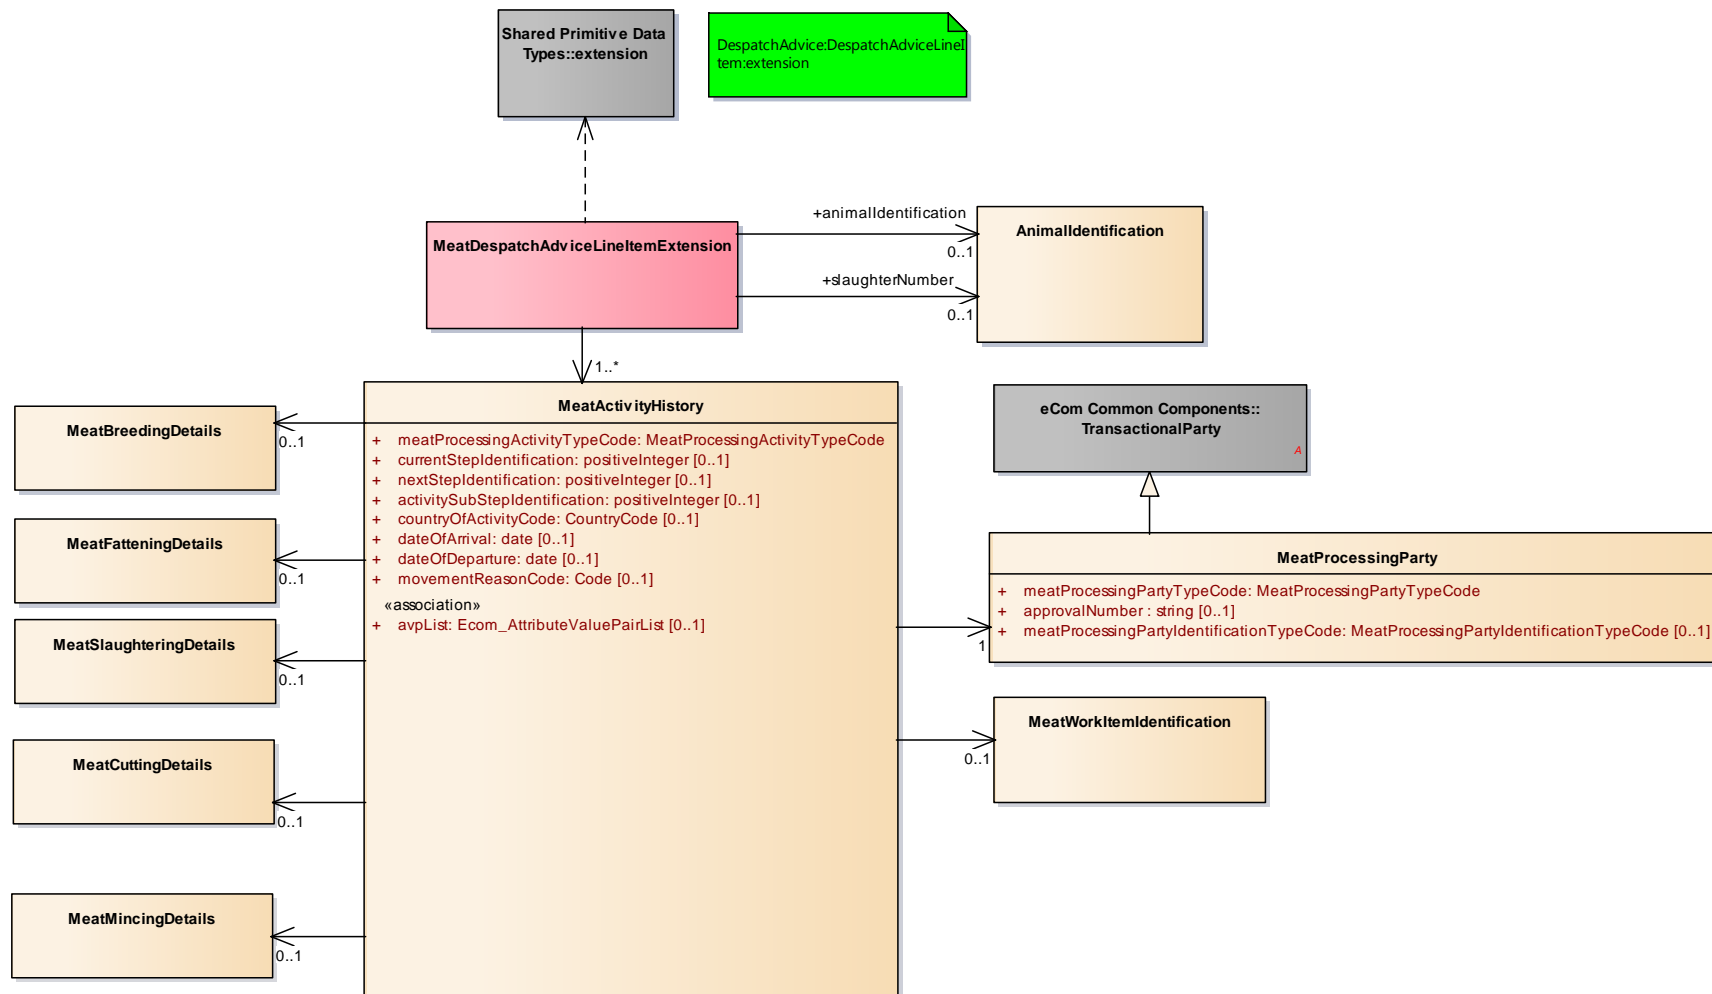 Shared Primitive Data
Types::extension
DespatchAdvice:DespatchAdviceLineI
tem:extension
MeatDespatchAdviceLineItemExtension
+animalIdentification
0..1
+slaughterNumber
0..1
AnimalIdentification
1..*
MeatActivityHistory
+ meatProcessingActivityTypeCode: MeatProcessingActivityTypeCode
+ currentStepIdentification: positiveInteger [0..1]
+ nextStepIdentification: positiveInteger [0..1]
+ activitySubStepIdentification: positiveInteger [0..1]
+ countryOfActivityCode: CountryCode [0..1]
+ dateOfArrival: date [0..1]
+ dateOfDeparture: date [0..1]
+ movementReasonCode: Code [0..1]
«association»
+ avpList: Ecom_AttributeValuePairList [0..1]
MeatBreedingDetails
0..1
MeatFatteningDetails
0..1
MeatSlaughteringDetails
0..1
MeatCuttingDetails
0..1
MeatMincingDetails
0..1
eCom Common Components::
TransactionalParty
A
MeatProcessingParty
+ meatProcessingPartyTypeCode: MeatProcessingPartyTypeCode
+ approvalNumber : string [0..1]
+ meatProcessingPartyIdentificationTypeCode: MeatProcessingPartyIdentificationTypeCode [0..1]
1
MeatWorkItemIdentification
0..1